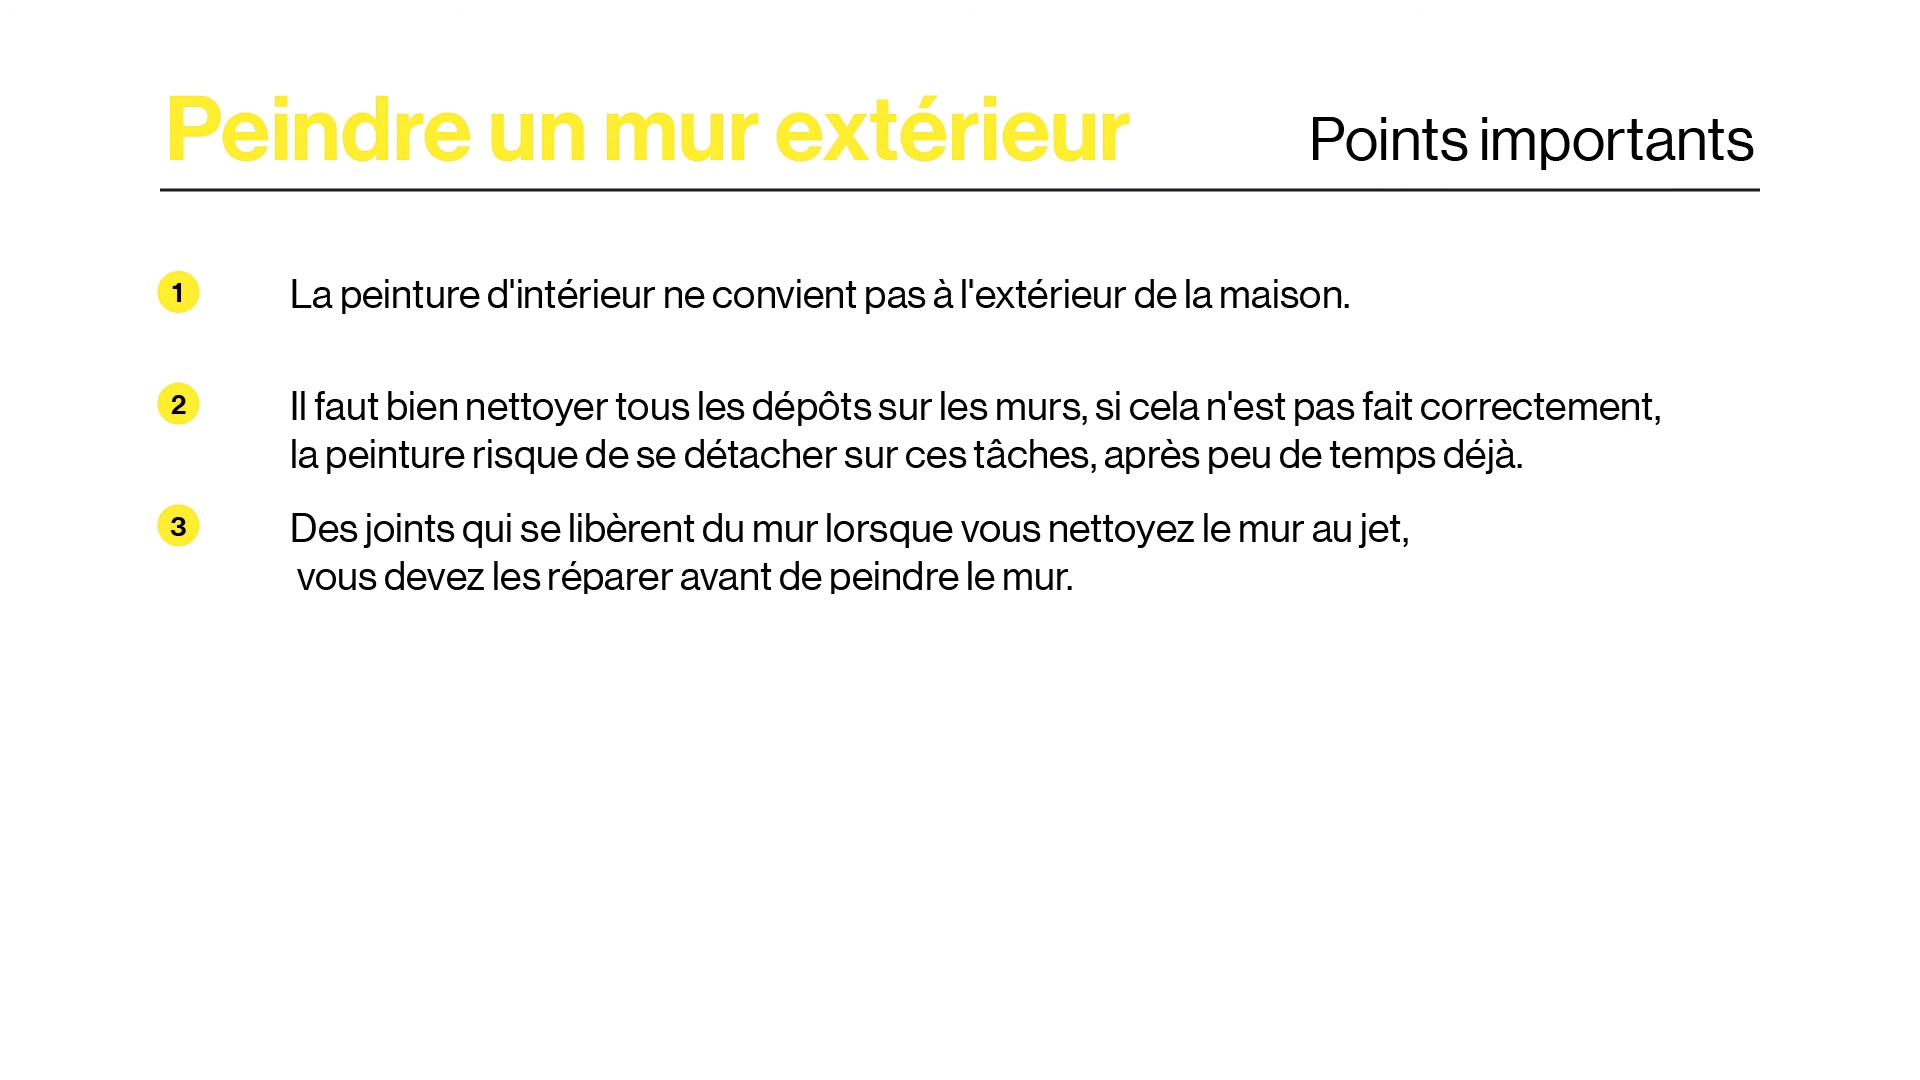 Peindre un mur extérieur
Points importants
1
La peinture d'intérieur ne convient pas à l'extérieur de la maison.
2
Il faut bien nettoyer tous les dépôts sur les murs, si cela n'est pas fait correctement,
la peinture risque de se détacher sur ces tâches, après peu de temps déjà.
3
Des joints qui se libèrent du mur lorsque vous nettoyez le mur au jet,
vous devez les réparer avant de peindre le mur.